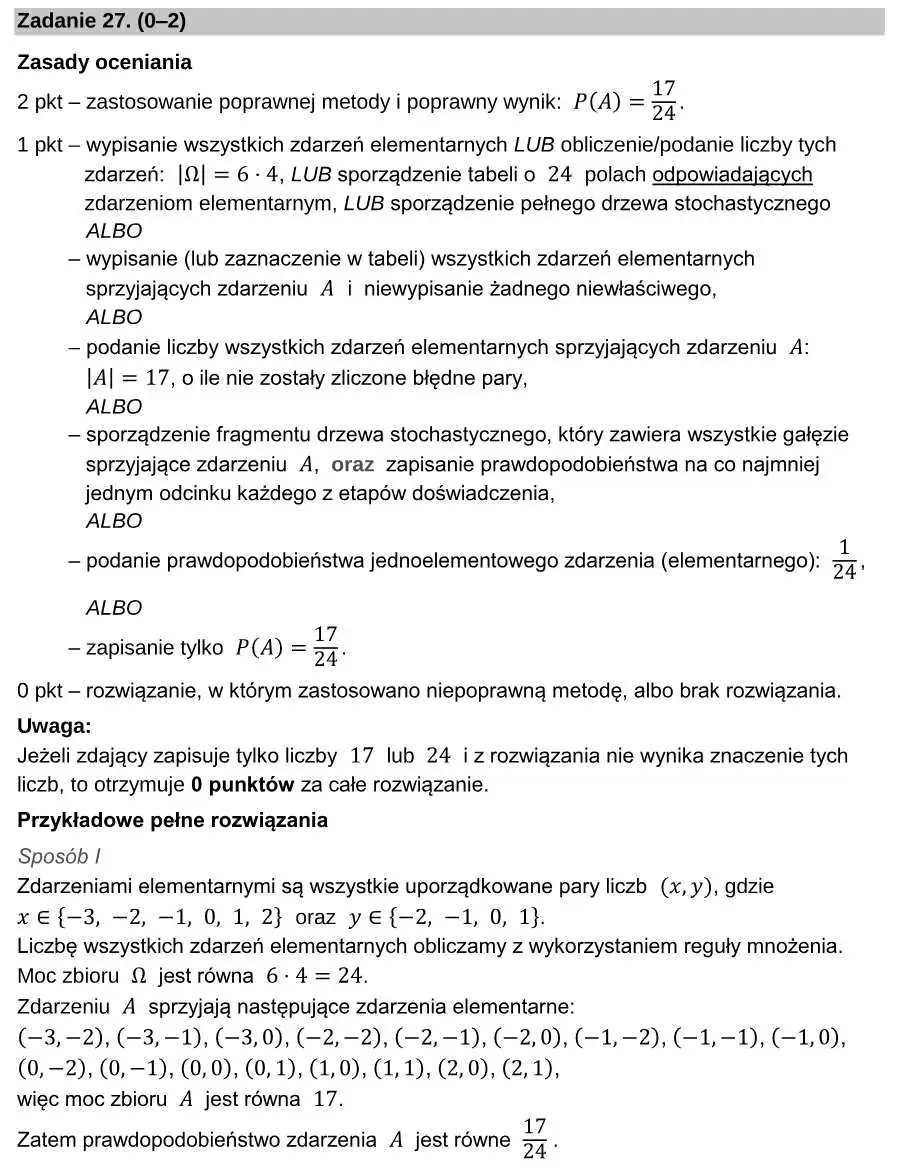 Zadanie 27. (0–2)
Zasady oceniania
2 pkt – zastosowanie poprawnej metody i poprawny wynik: P(A) = 17/24.
1 pkt – wypisanie wszystkich zdarzeń elementarnych LUB obliczenie/podanie liczby tych
zdarzeń: |Ω| = 6 · 4, LUB sporządzenie tabeli o 24 polach odpowiadających
zdarzeniom elementarnym, LUB sporządzenie pełnego drzewa stochastycznego
ALBO
– wypisanie (lub zaznaczenie w tabeli) wszystkich zdarzeń elementarnych
sprzyjających zdarzeniu A i niewypisanie żadnego niewłaściwego,
ALBO
– podanie liczby wszystkich zdarzeń elementarnych sprzyjających zdarzeniu A:
|A| = 17, o ile nie zostały zliczone błędne pary,
ALBO
– sporządzenie fragmentu drzewa stochastycznego, który zawiera wszystkie gałęzie
sprzyjające zdarzeniu A, oraz zapisanie prawdopodobieństwa na co najmniej
jednym odcinku każdego z etapów doświadczenia,
ALBO
– podanie prawdopodobieństwa jednoelementowego zdarzenia (elementarnego): 1/24,
ALBO
– zapisanie tylko P(A) = 17/24.
0 pkt – rozwiązanie, w którym zastosowano niepoprawną metodę, albo brak rozwiązania.
Uwaga:
Jeżeli zdający zapisuje tylko liczby 17 lub 24 i z rozwiązania nie wynika znaczenie tych
liczb, to otrzymuje 0 punktów za całe rozwiązanie.
Przykładowe pełne rozwiązania
Sposób I
Zdarzeniami elementarnymi są wszystkie uporządkowane pary liczb (x, y), gdzie
x ∈ {−3, −2, −1, 0, 1, 2} oraz y ∈ {−2, −1, 0, 1}.
Liczbę wszystkich zdarzeń elementarnych obliczamy z wykorzystaniem reguły mnożenia.
Moc zbioru Ω jest równa 6 · 4 = 24.
Zdarzeniu A sprzyjają następujące zdarzenia elementarne:
(−3, −2), (−3, −1), (−3, 0), (−2, −2), (−2, −1), (−2, 0), (−1, −2), (−1, −1), (−1, 0),
(0, −2), (0, −1), (0, 0), (0, 1), (1, 0), (1, 1), (2, 0), (2, 1),
więc moc zbioru A jest równa 17.
Zatem prawdopodobieństwo zdarzenia A jest równe 17/24.